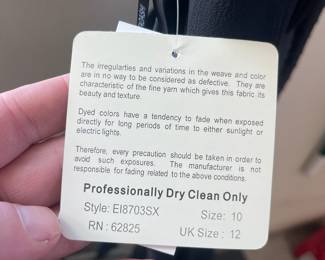 The irregularities and variations in the weave and color
are in no way to be considered as defective. They are
characteristic of the fine yarn which gives this fabric its
beauty and texture.
Dyed colors have a tendency to fade when exposed
directly for long periods of time to either sunlight or
electric lights.
Therefore, every precaution should be taken in order to
avoid such exposures. The manufacturer is not
responsible for fading related to the above conditions.
Professionally Dry Clean Only
Style: EI8703SX Size: 10
RN : 62825 UK Size : 12